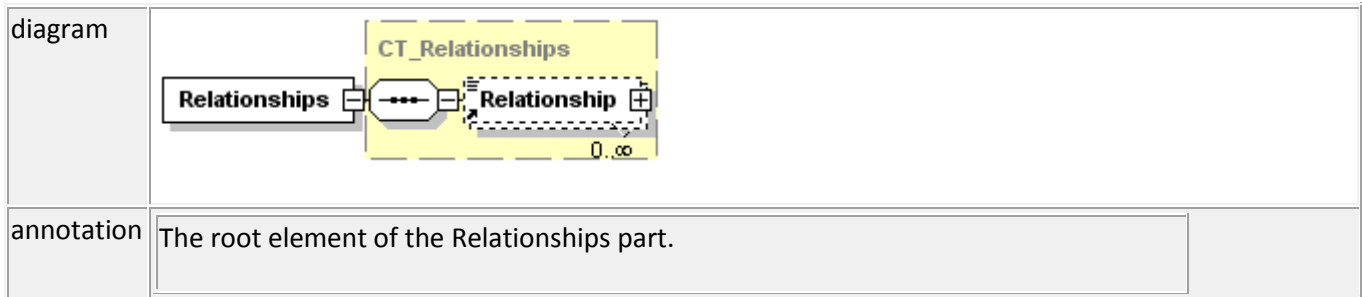 diagram
CT_Relationships
Relationships
Relationship
0..∞
annotation
The root element of the Relationships part.